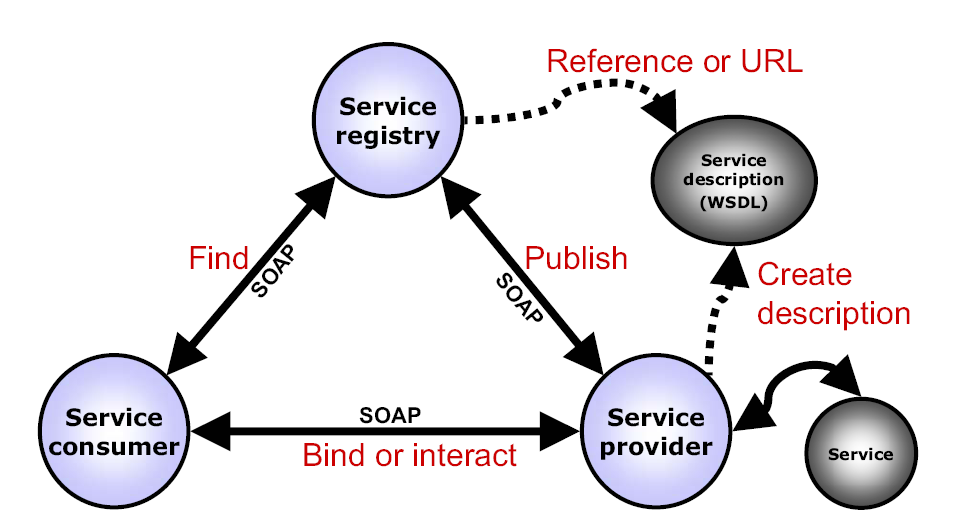 Reference or URL
Service
registry
Service
description
(WSDL)
Find
SOAP
Publish
SOAP
Create
description
Service
consumer
SOAP
Bind or interact
Service
provider
Service